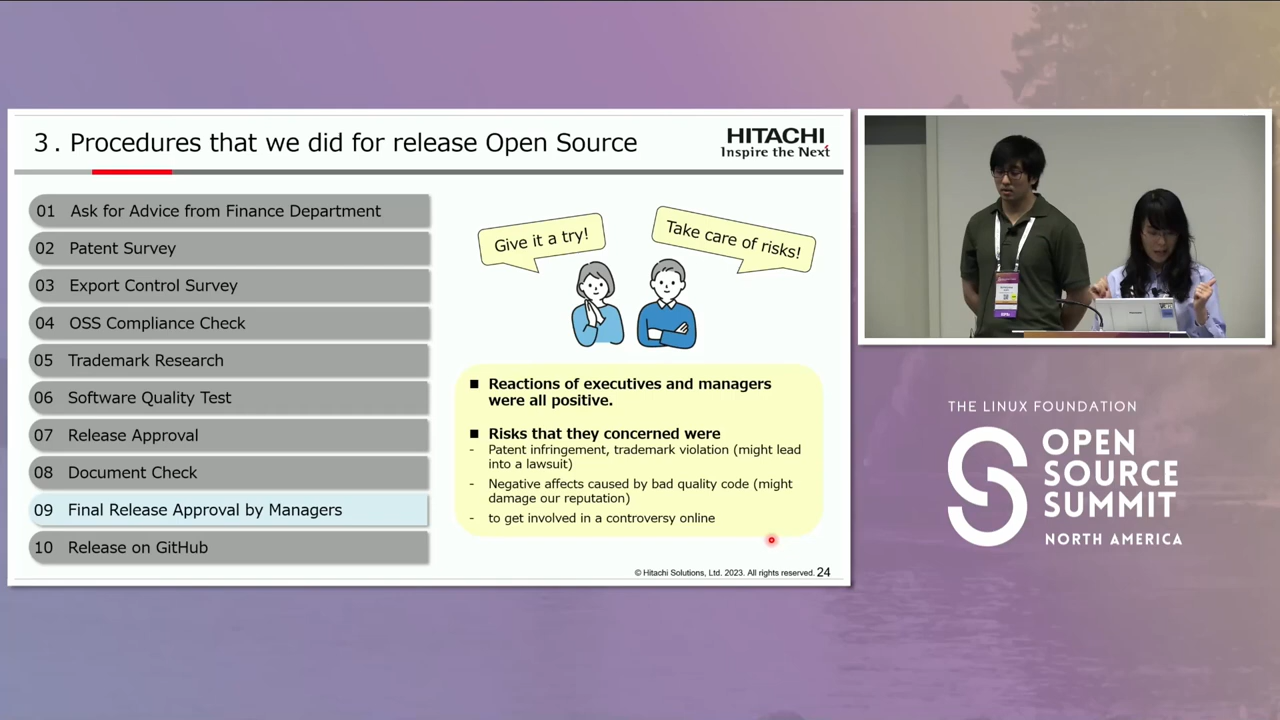 3. Procedures that we did for release Open Source
HITACHI
Inspire the Next
01 Ask for Advice from Finance Department
02 Patent Survey
03 Export Control Survey
04 OSS Compliance Check
05 Trademark Research
06 Software Quality Test
07 Release Approval
08 Document Check
09 Final Release Approval by Managers
10 Release on GitHub
Give it a try!
Take care of risks!
■ Reactions of executives and managers
were all positive.
■ Risks that they concerned were
- Patent infringement, trademark violation (might lead
into a lawsuit)
- Negative affects caused by bad quality code (might
damage our reputation)
- to get involved in a controversy online
© Hitachi Solutions, Ltd. 2023. All rights reserved. 24
THE LINUX FOUNDATION
OPEN
SOURCE
SUMMIT
NORTH AMERICA